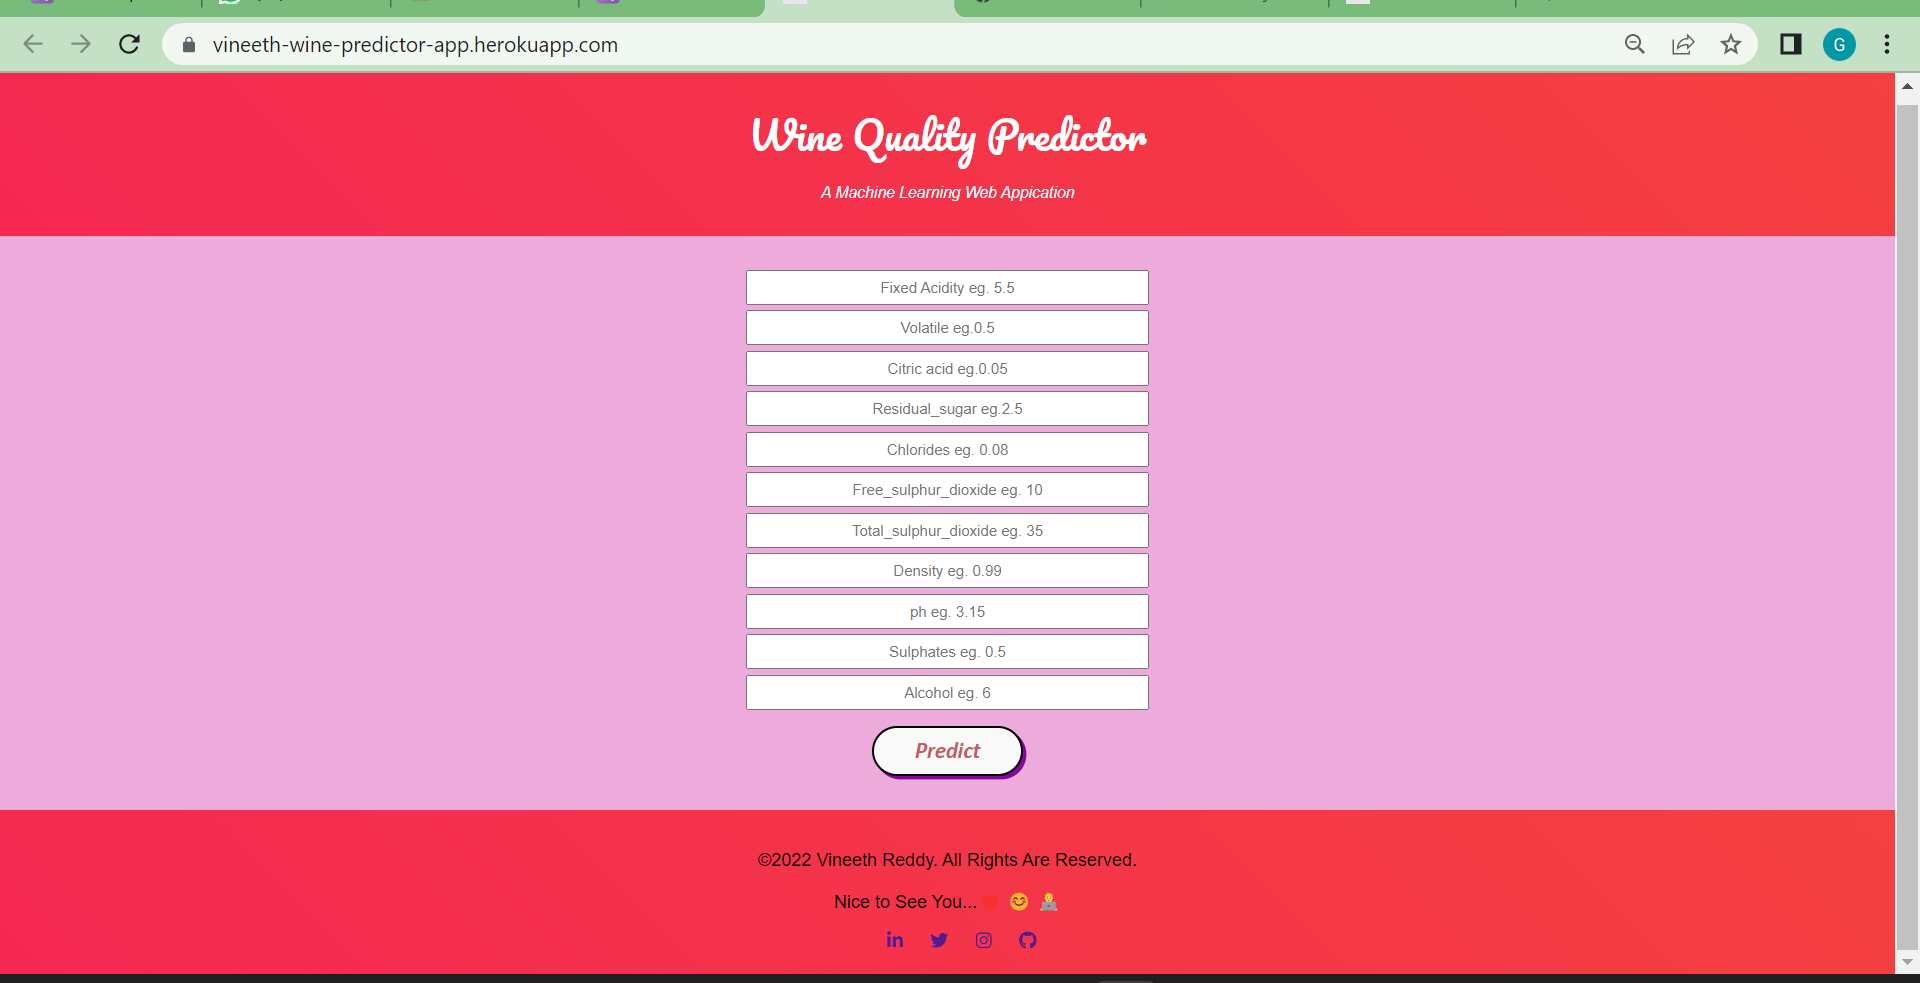 vineeth-wine-predictor-app.herokuapp.com
G
Wine Quality Predictor
A Machine Learning Web Appication
Fixed Acidity eg. 5.5
Volatile eg.0.5
Citric acid eg.0.05
Residual_sugar eg.2.5
Chlorides eg. 0.08
Free_sulphur_dioxide eg. 10
Total_sulphur_dioxide eg. 35
Density eg. 0.99
ph eg. 3.15
Sulphates eg. 0.5
Alcohol eg. 6
Predict
©2022 Vineeth Reddy. All Rights Are Reserved.
Nice to See You... ❤ 😊 👨‍💻